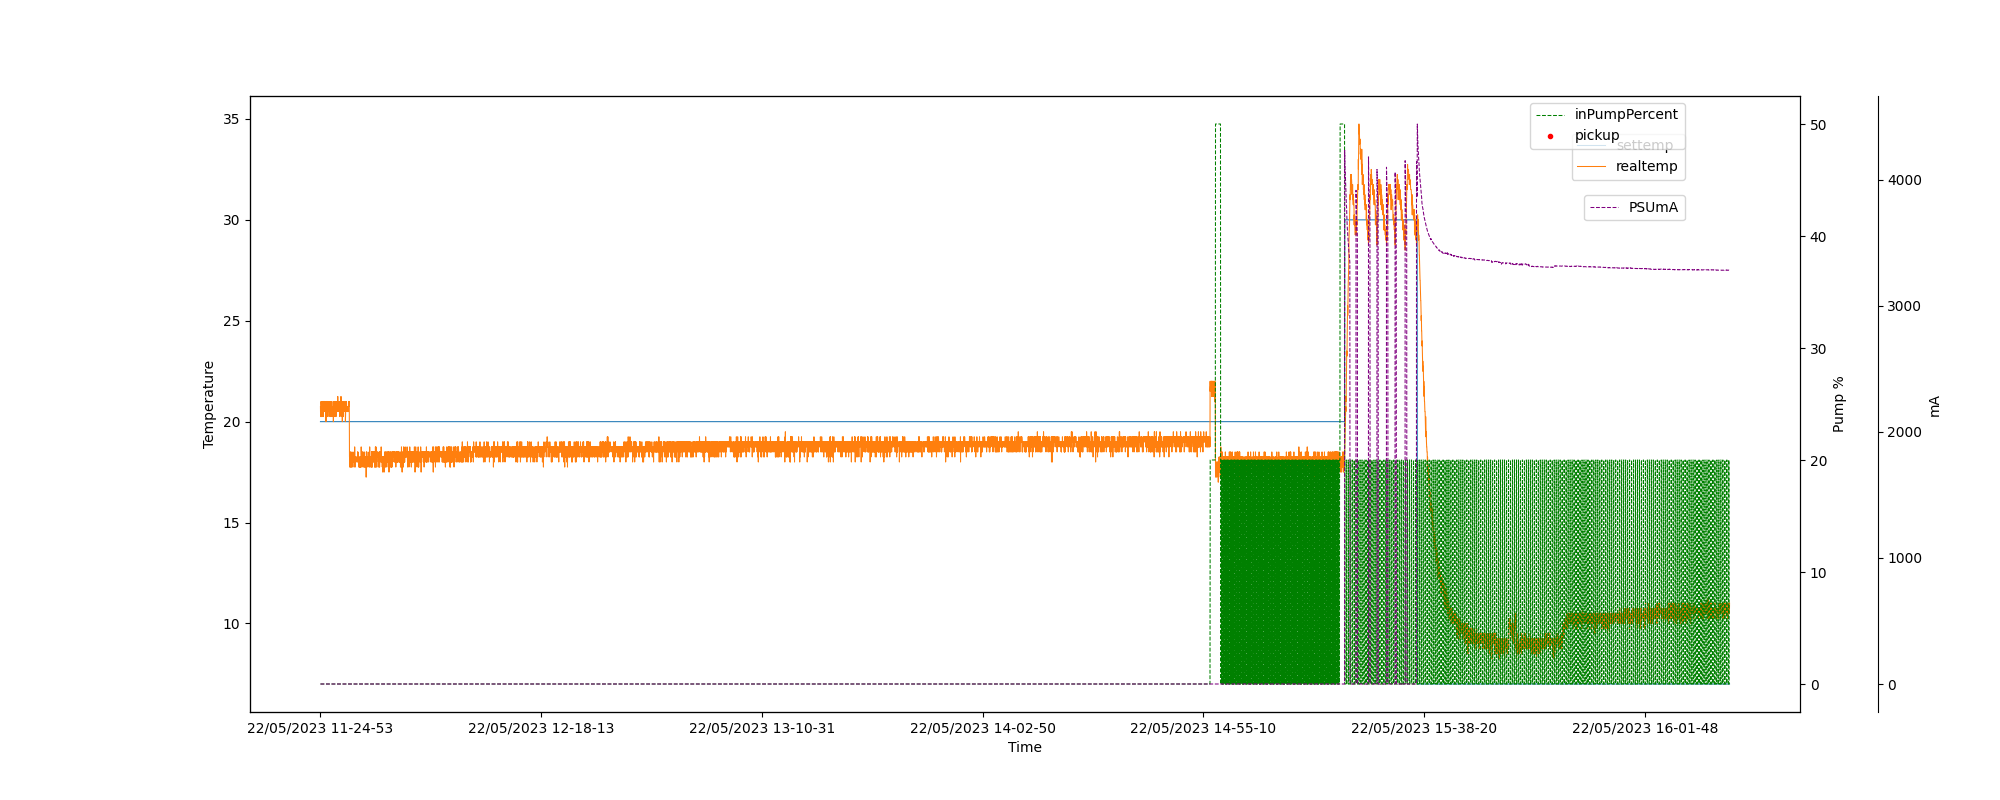 inPumpPercent
pickup
settemp
realtemp
PSUmA
35
30
25
20
15
10
Temperature
50
40
30
20
10
0
Pump %
4000
3000
2000
1000
0
mA
22/05/2023 11-24-53
22/05/2023 12-18-13
22/05/2023 13-10-31
22/05/2023 14-02-50
22/05/2023 14-55-10
22/05/2023 15-38-20
22/05/2023 16-01-48
Time